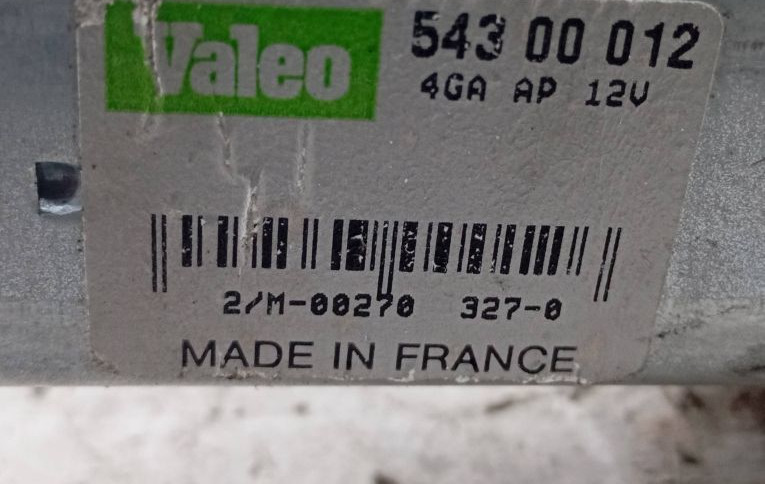 Valeo 543 00 012
4GA AP 12V
2/M-00270 327-0
MADE IN FRANCE